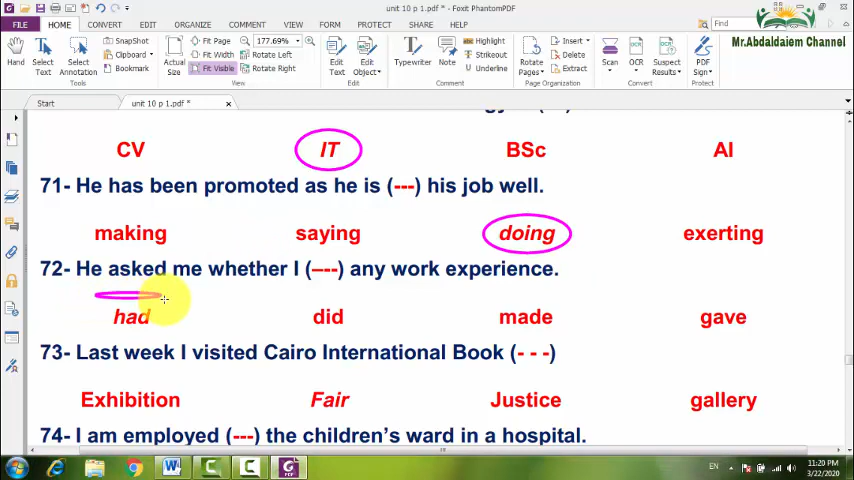 unit 10 p 1.pdf * - Foxit PhantomPDF
FILE HOME CONVERT EDIT ORGANIZE COMMENT VIEW FORM PROTECT SHARE HELP Find
Mr.Abdaldaiem Channel
Hand
Select Text
Select Annotation
SnapShot
Clipboard
Bookmark
Tools
Actual Size
Fit Page
Fit Width
Fit Visible
177.69%
Rotate Left
Rotate Right
View
Edit Text
Edit Object
Edit
Typewriter
Note
Highlight
Strikeout
Underline
Comment
Rotate Pages
Insert
Delete
Extract
Page Organization
Scan
OCR
Suspect Results
Convert
PDF Sign
Protect
Start unit 10 p 1.pdf *
CV IT BSc AI
71- He has been promoted as he is (---) his job well.
making saying doing exerting
72- He asked me whether I (----) any work experience.
had did made gave
73- Last week I visited Cairo International Book (- - -)
Exhibition Fair Justice gallery
74- I am employed (---) the children's ward in a hospital.
EN
11:20 PM
3/22/2020